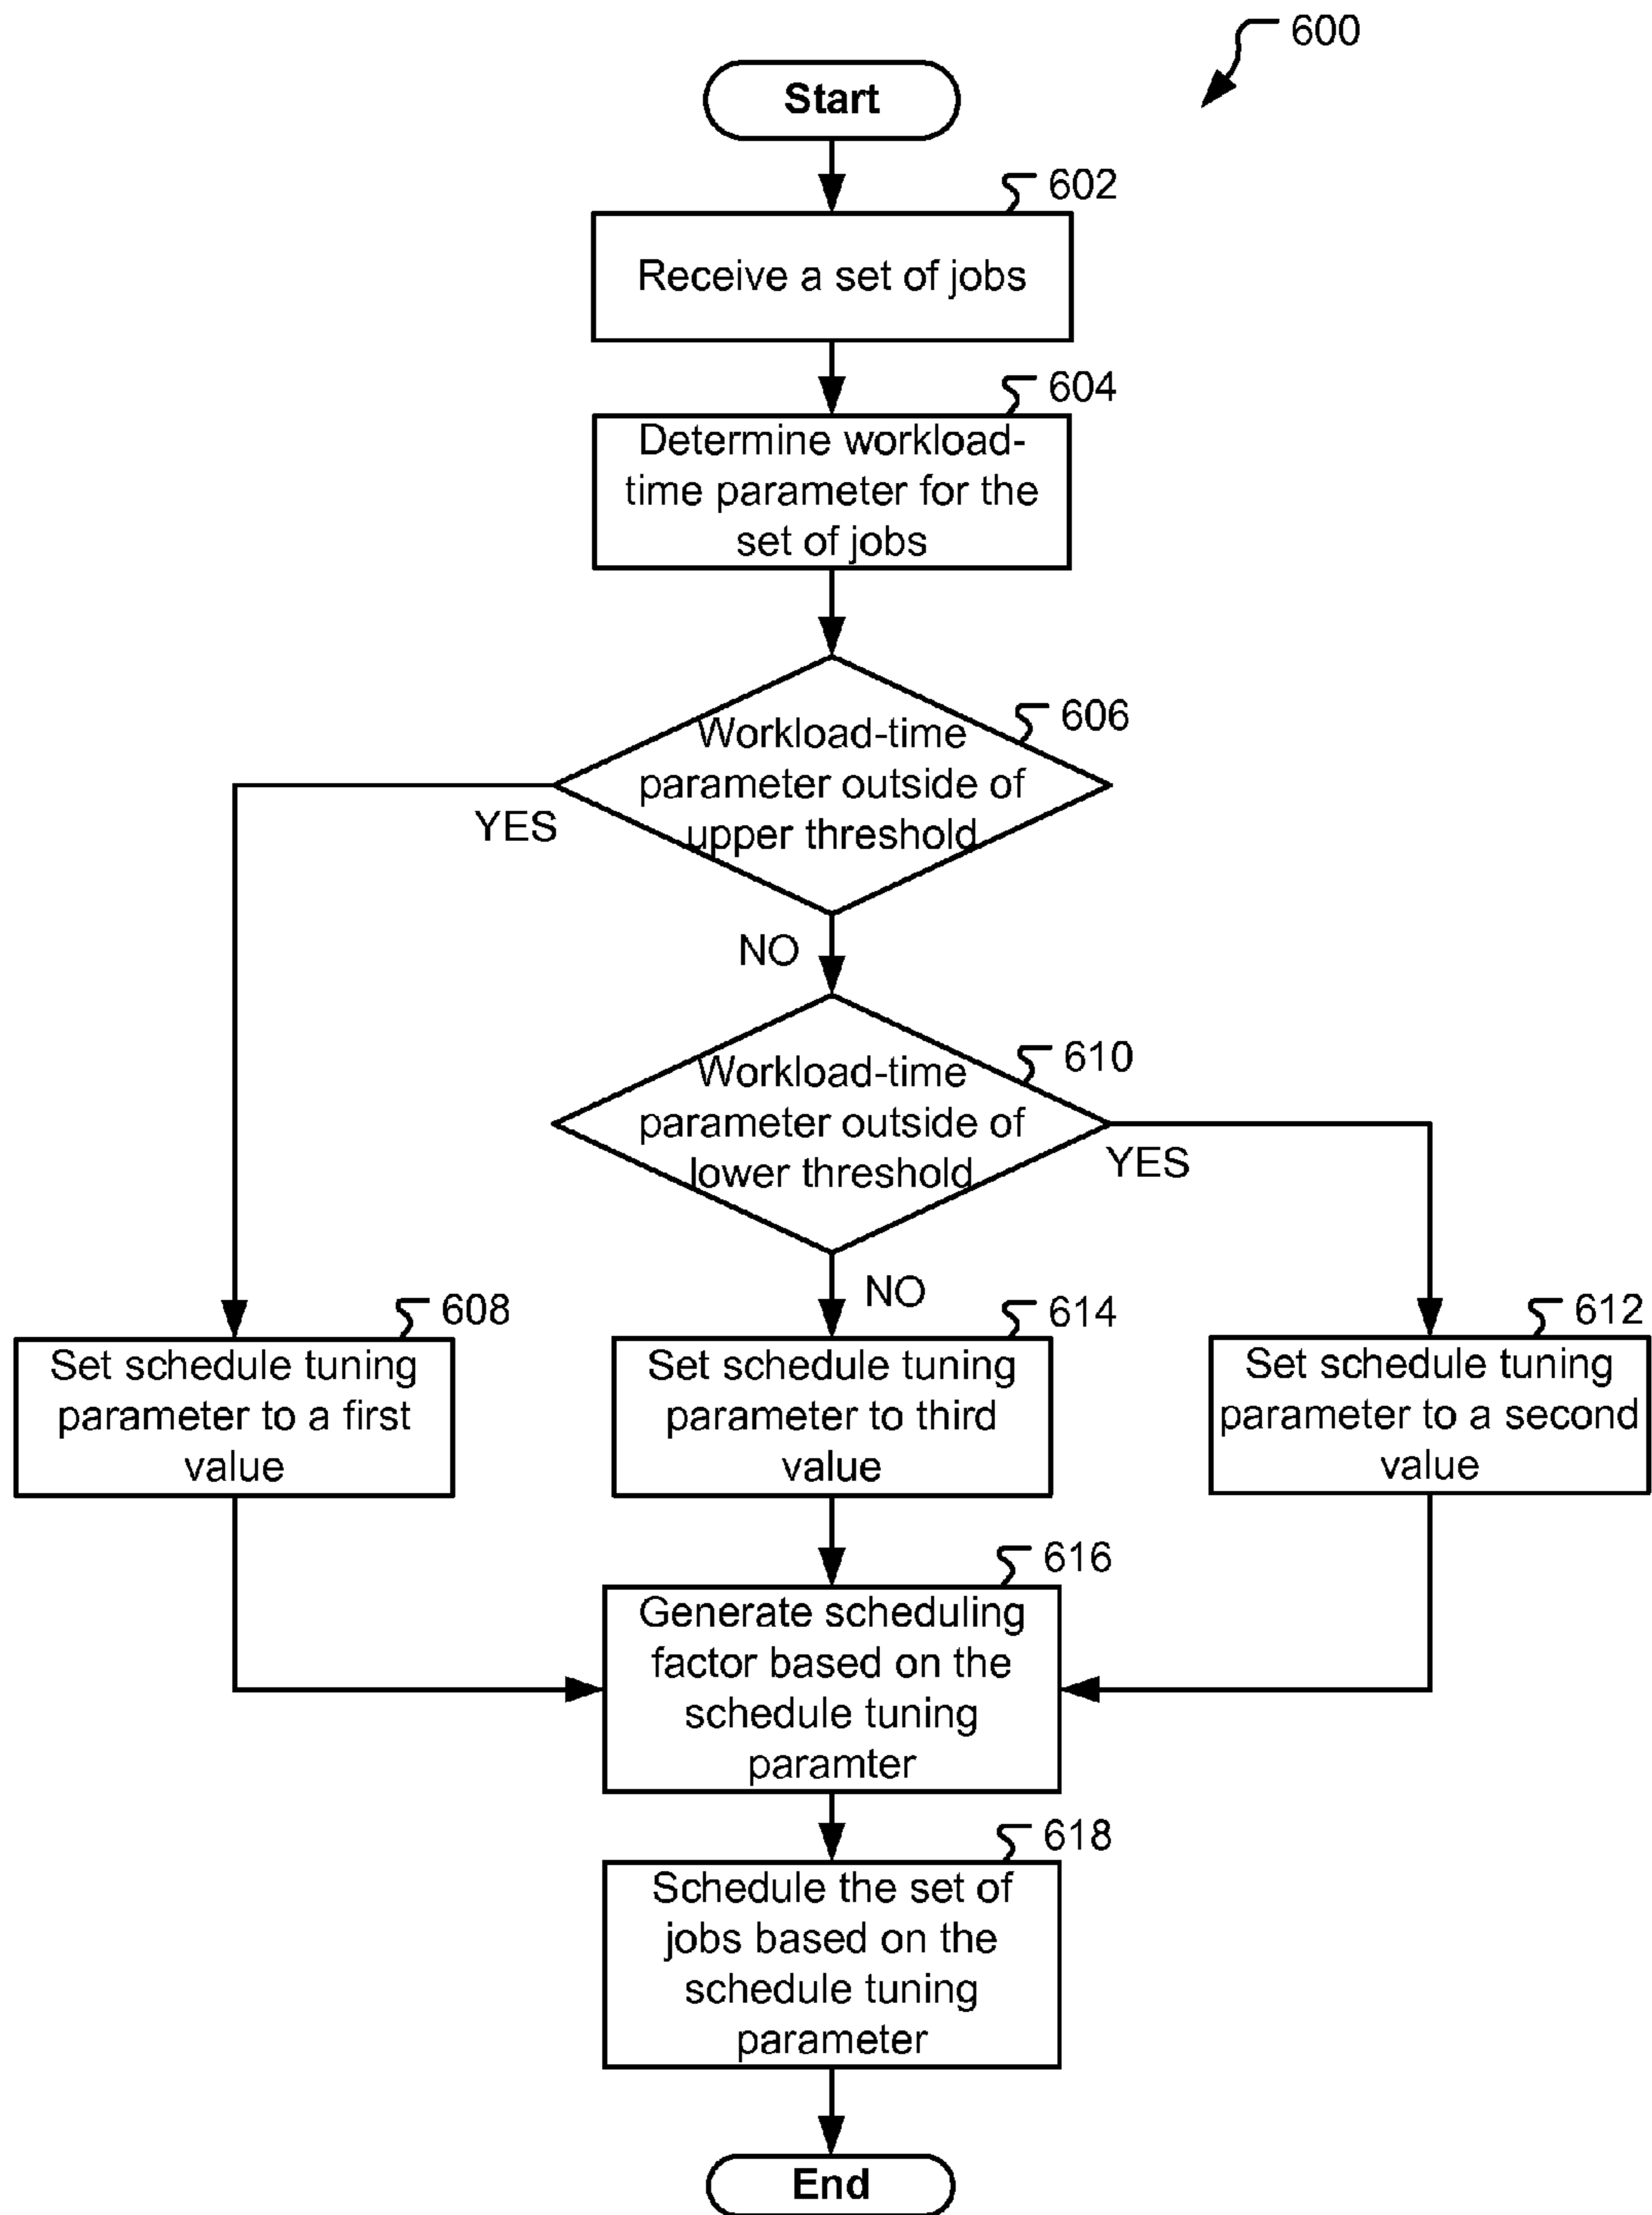 600
Start
602
Receive a set of jobs
604
Determine workload-
time parameter for the
set of jobs
606
Workload-time
parameter outside of
upper threshold
YES
NO
610
Workload-time
parameter outside of
lower threshold
YES
NO
608
Set schedule tuning
parameter to a first
value
614
Set schedule tuning
parameter to third
value
612
Set schedule tuning
parameter to a second
value
616
Generate scheduling
factor based on the
schedule tuning
paramter
618
Schedule the set of
jobs based on the
schedule tuning
parameter
End